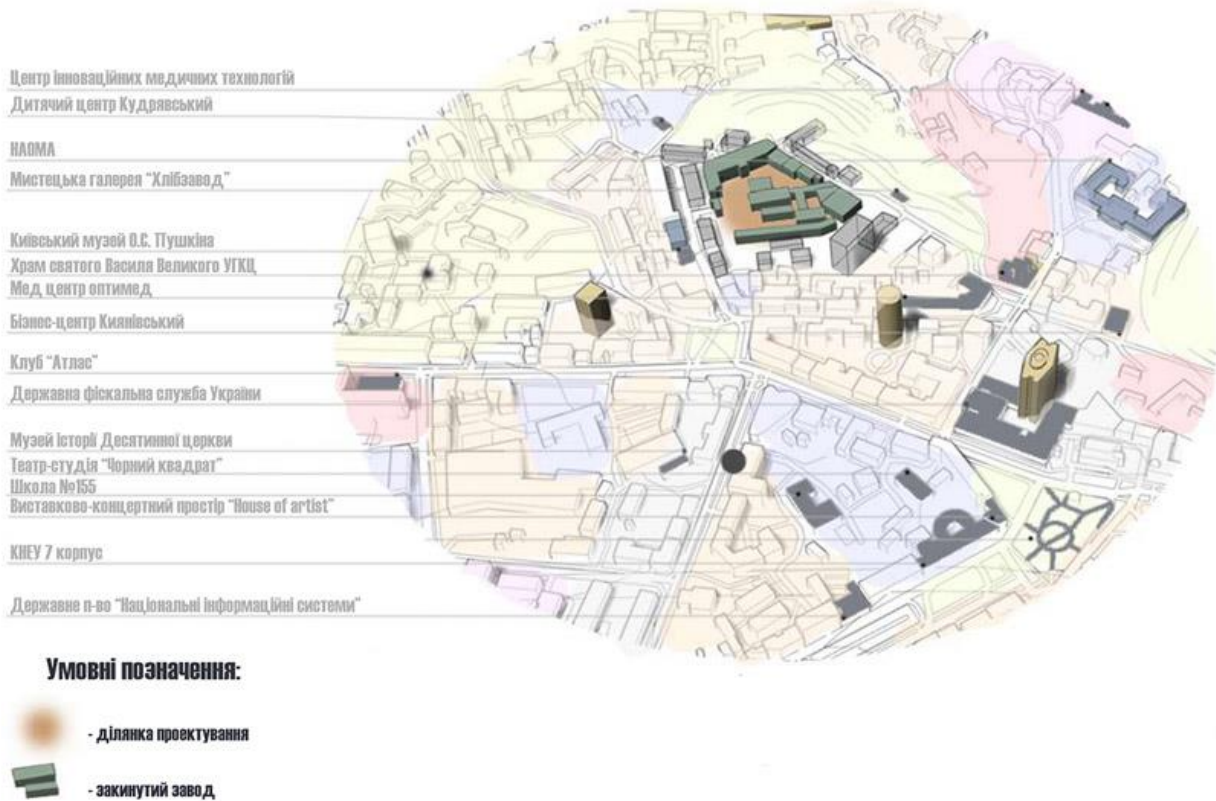 Центр інноваційних медичних технологій
Дитячий центр Кудрявський
НАОМА
Мистецька галерея “Хлібзавод”
Київський музей О.С. Пушкіна
Храм святого Василя Великого УГКЦ
Мед центр оптимед
Бізнес-центр Киянівський
Клуб “Атлас”
Державна фіскальна служба України
Музей історії Десятинної церкви
Театр-студія “Чорний квадрат”
Школа №155
Виставково-концертний простір “House of artist”
КНЕУ 7 корпус
Державне п-во “Національні інформаційні системи”
Умовні позначення:
- ділянка проектування
- закинутий завод